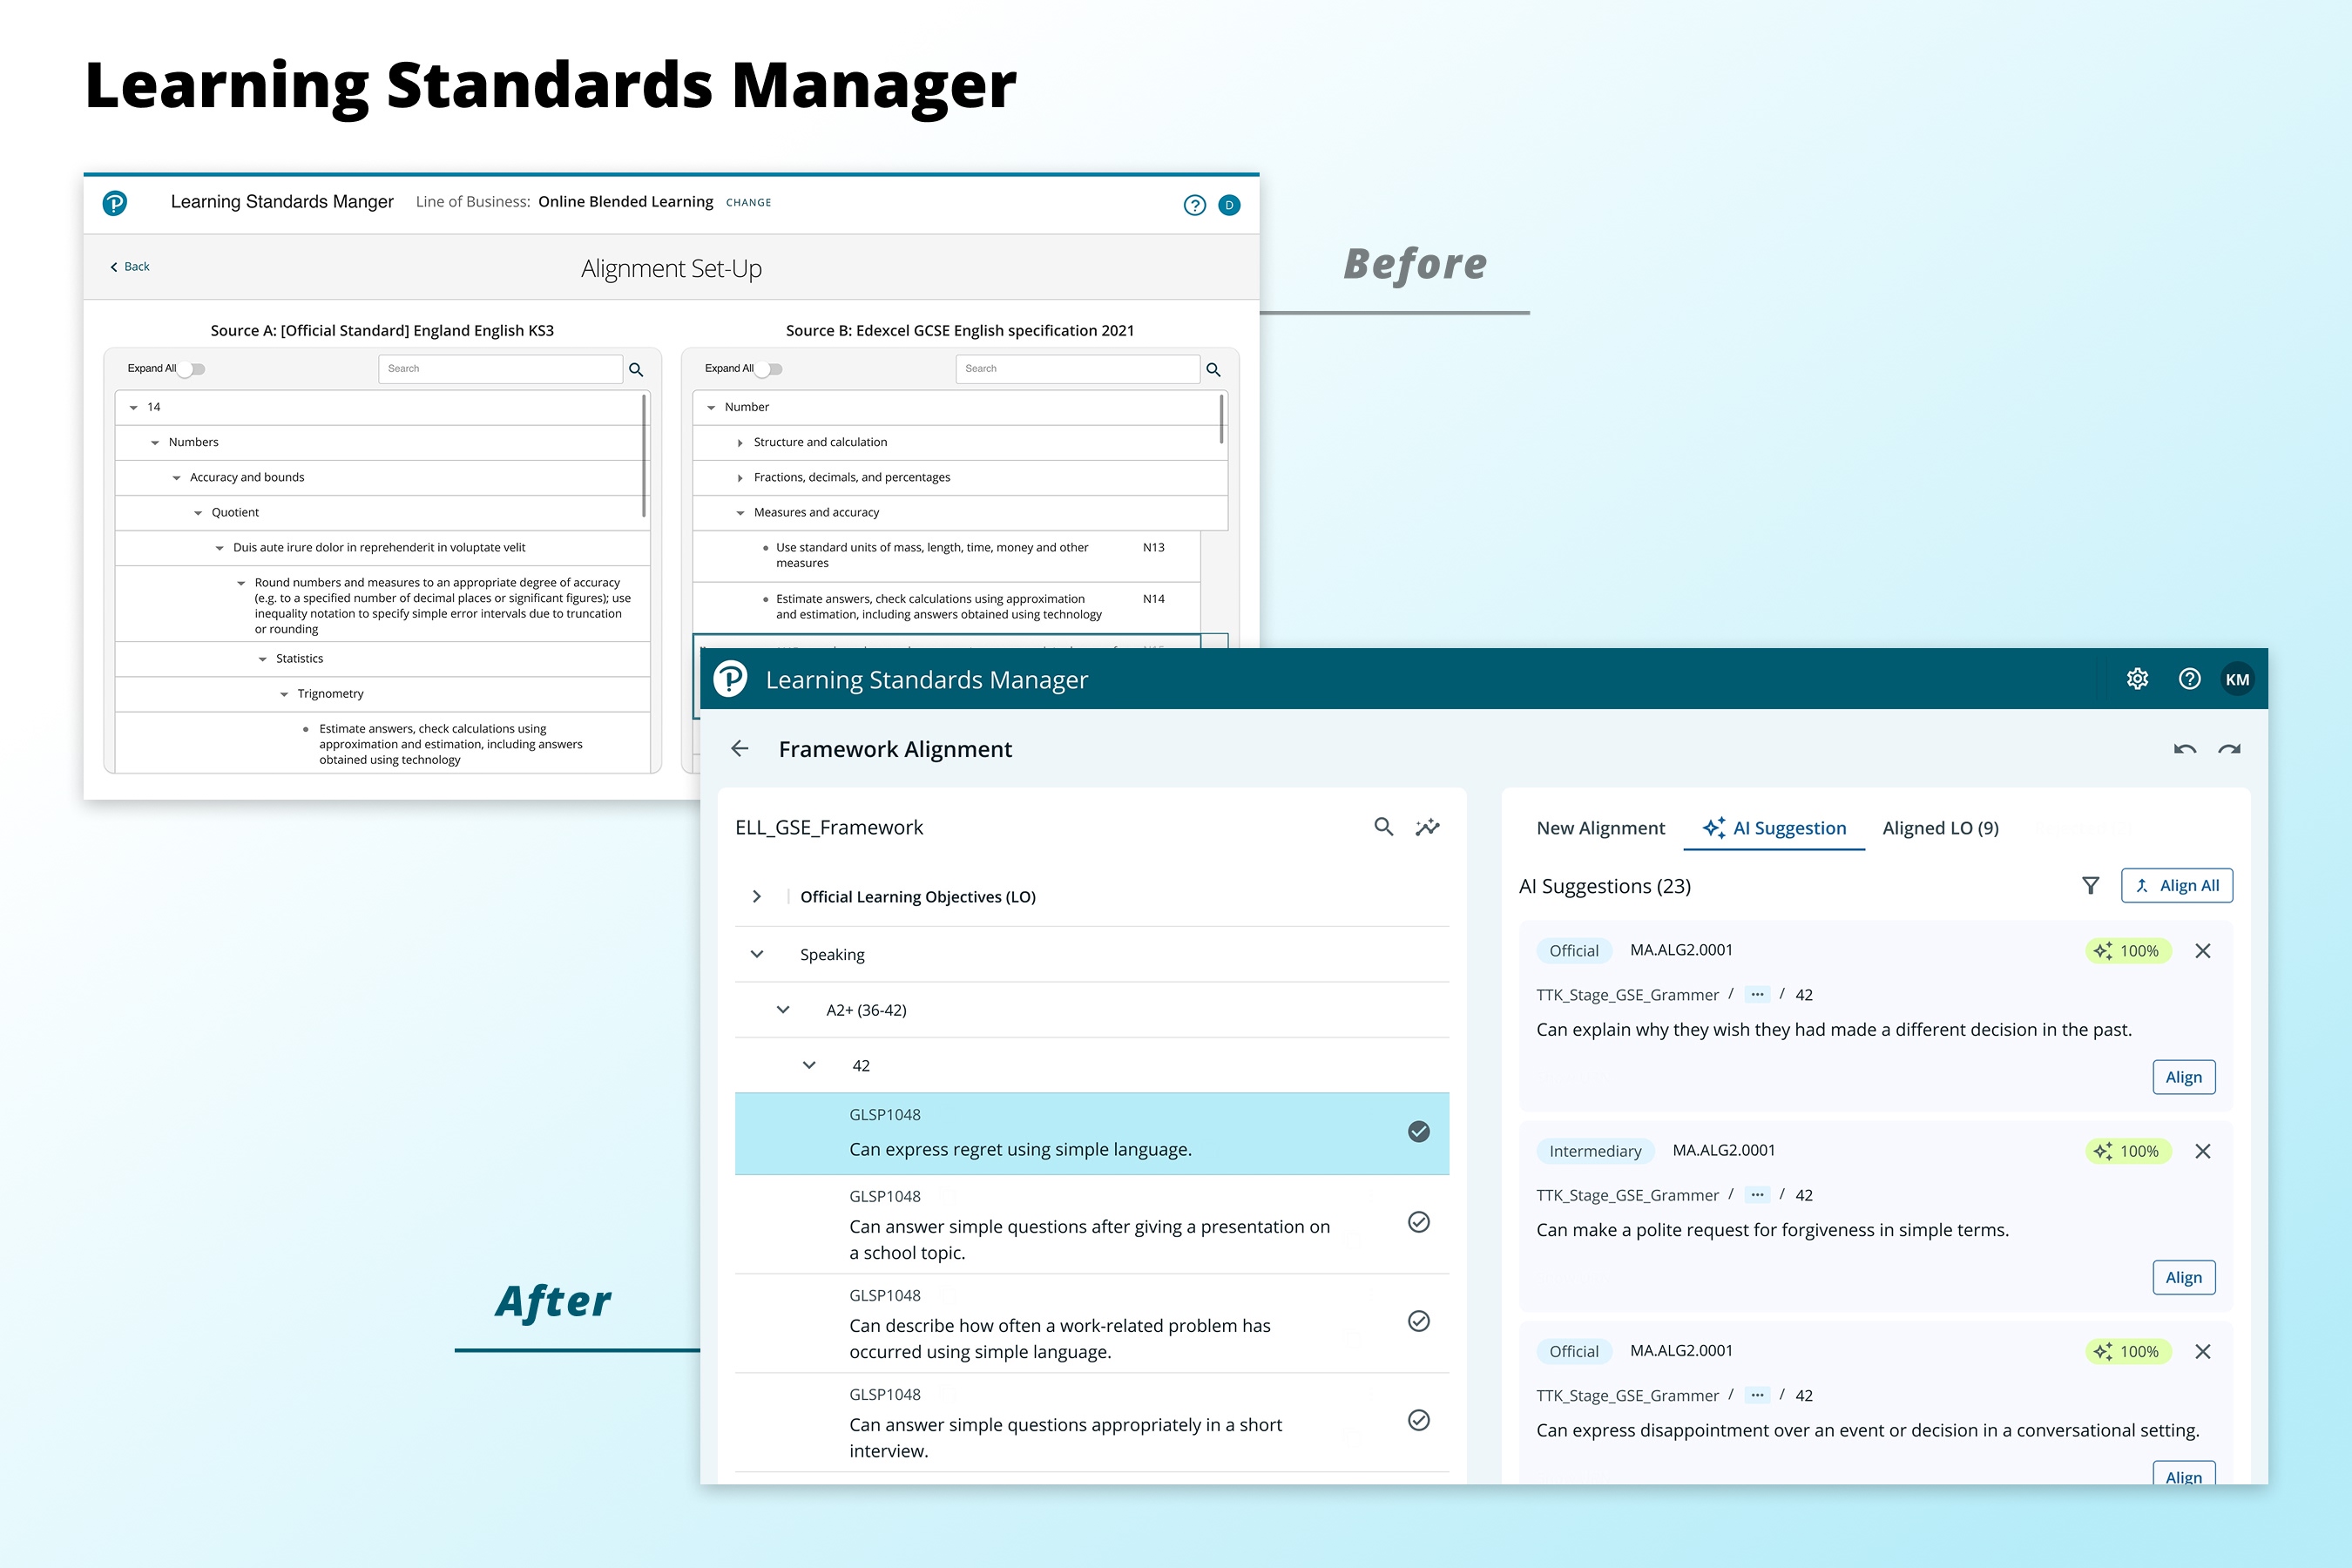 Learning Standards Manager
Learning Standards Manger
Line of Business: Online Blended Learning CHANGE
D
Back
Alignment Set-Up
Before
Source A: [Official Standard] England English KS3
Expand All
Search
14
Numbers
Accuracy and bounds
Quotient
Duis aute irure dolor in reprehenderit in voluptate velit
Round numbers and measures to an appropriate degree of accuracy
(e.g. to a specified number of decimal places or significant figures); use
inequality notation to specify simple error intervals due to truncation
or rounding
Statistics
Trignometry
Estimate answers, check calculations using
approximation and estimation, including answers
obtained using technology
Source B: Edexcel GCSE English specification 2021
Expand All
Search
Number
Structure and calculation
Fractions, decimals, and percentages
Measures and accuracy
Use standard units of mass, length, time, money and other
measures
N13
Estimate answers, check calculations using approximation
and estimation, including answers obtained using technology
N14
After
Learning Standards Manager
KM
Framework Alignment
ELL_GSE_Framework
Official Learning Objectives (LO)
Speaking
A2+ (36-42)
42
GLSP1048
Can express regret using simple language.
GLSP1048
Can answer simple questions after giving a presentation on
a school topic.
GLSP1048
Can describe how often a work-related problem has
occurred using simple language.
GLSP1048
Can answer simple questions appropriately in a short
interview.
New Alignment
AI Suggestion
Aligned LO (9)
AI Suggestions (23)
Align All
Official MA.ALG2.0001 100%
TTK_Stage_GSE_Grammer / ... / 42
Can explain why they wish they had made a different decision in the past.
Align
Intermediary MA.ALG2.0001 100%
TTK_Stage_GSE_Grammer / ... / 42
Can make a polite request for forgiveness in simple terms.
Align
Official MA.ALG2.0001 100%
TTK_Stage_GSE_Grammer / ... / 42
Can express disappointment over an event or decision in a conversational setting.
Align